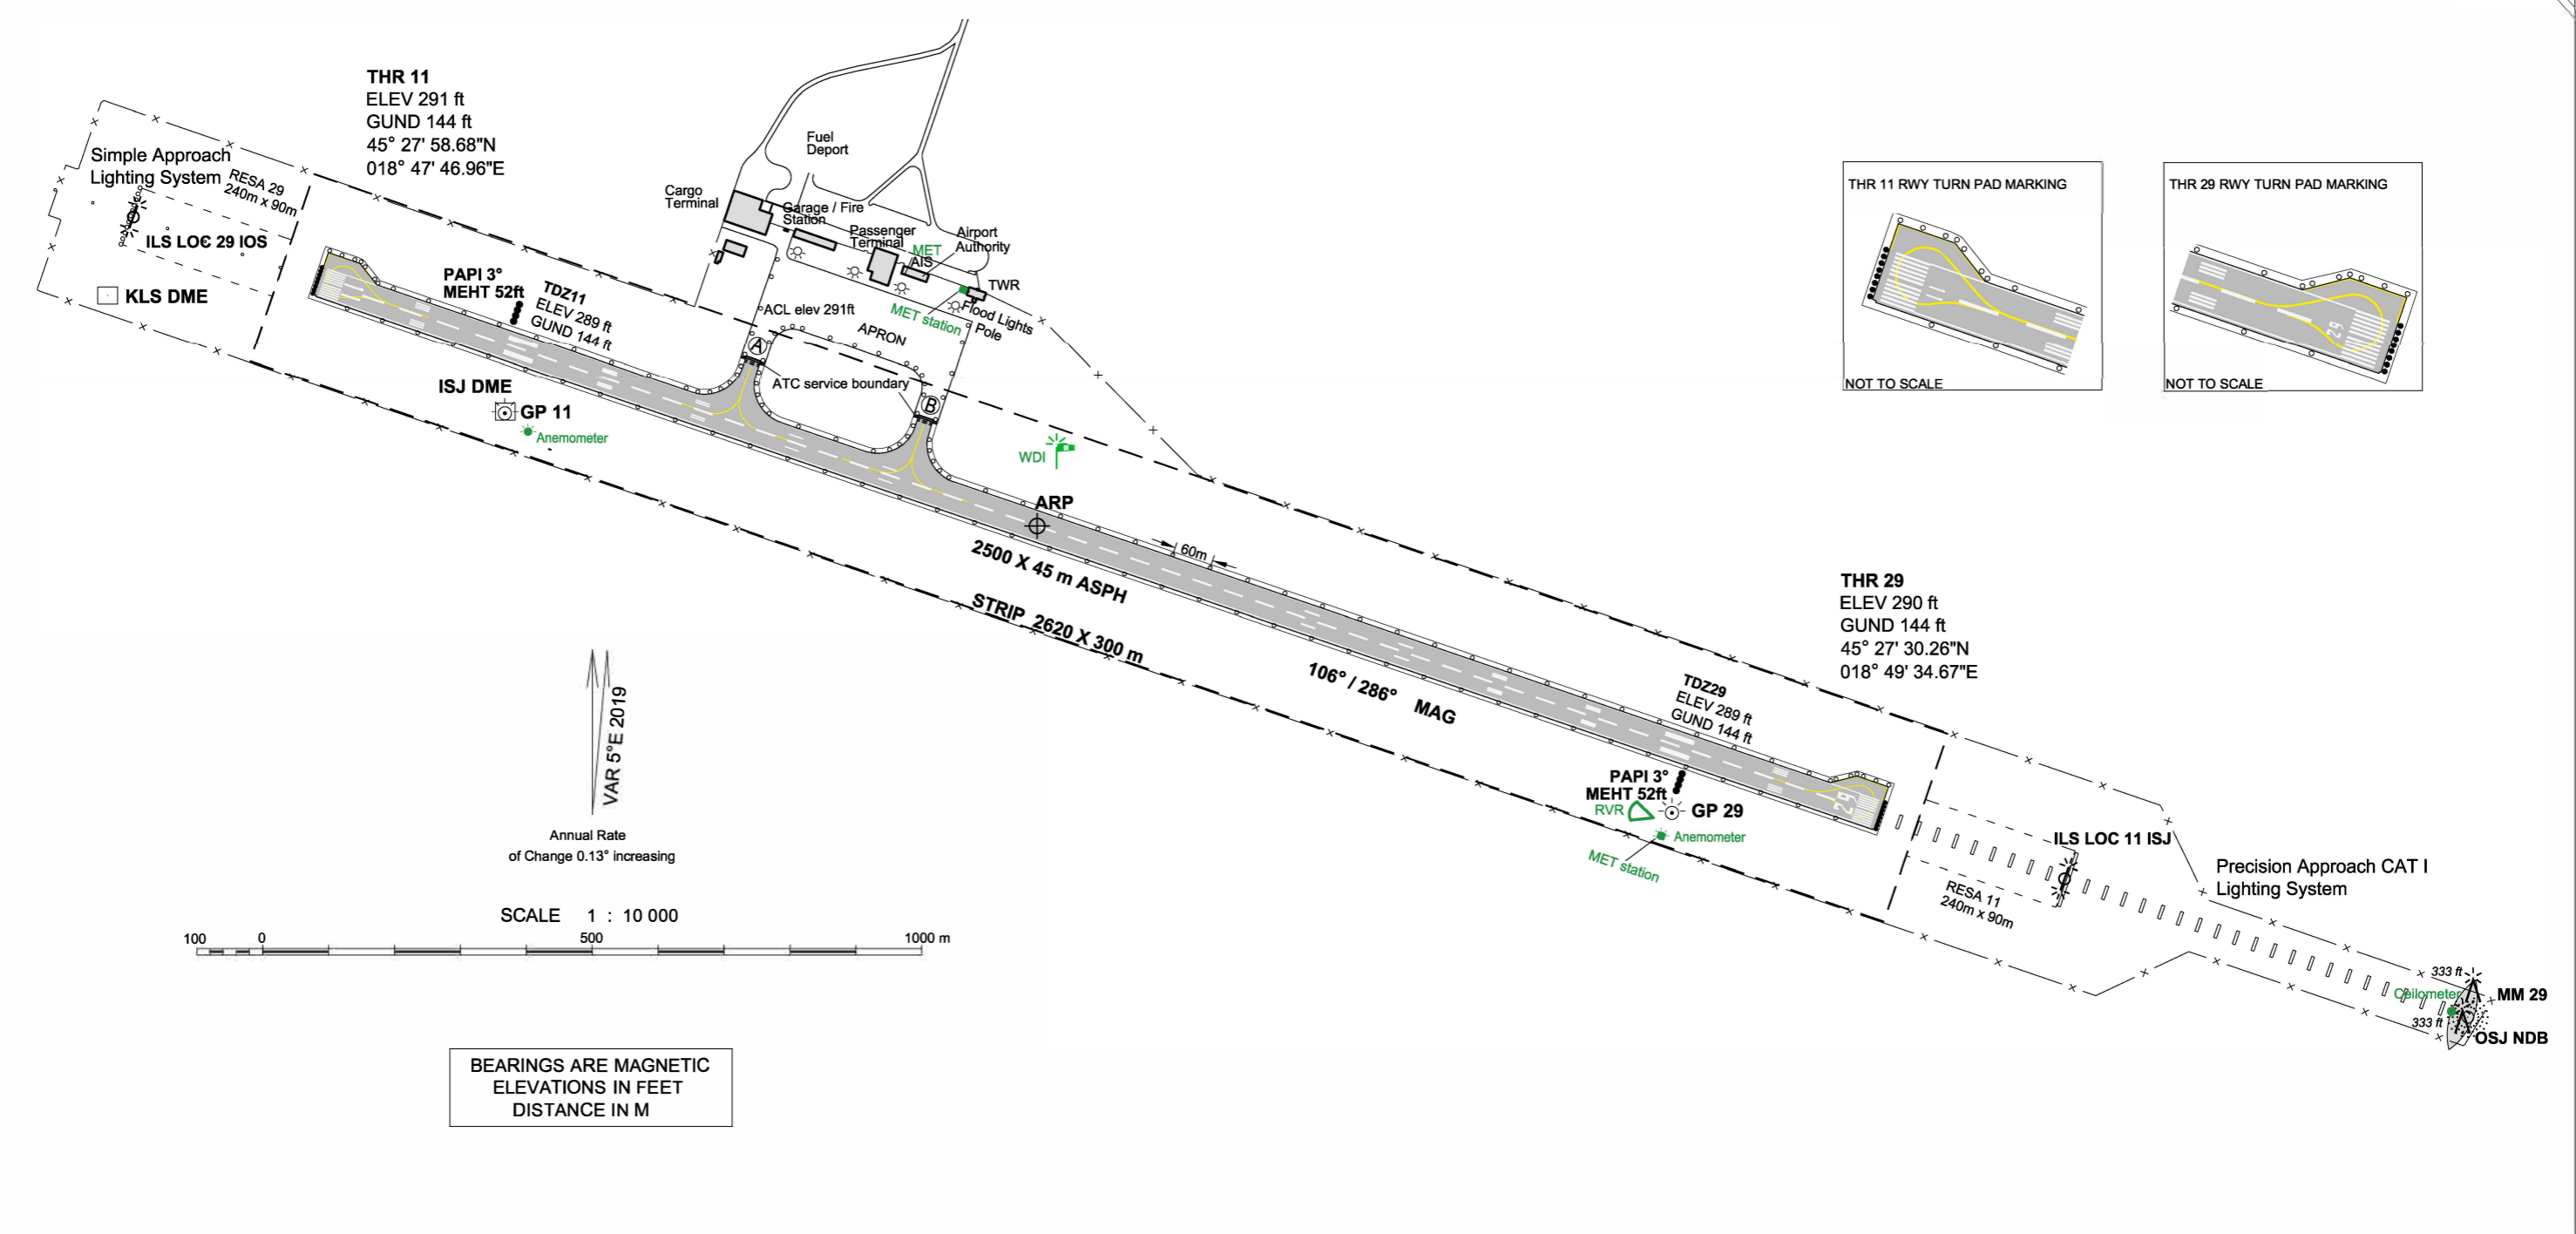 THR 11
ELEV 291 ft
GUND 144 ft
45° 27' 58.68"N
018° 47' 46.96"E
Simple Approach
Lighting System
RESA 29
240m x 90m
ILS LOC 29 IOS
KLS DME
PAPI 3°
MEHT 52ft
TDZ11
ELEV 289 ft
GUND 144 ft
ISJ DME
GP 11
Anemometer
Fuel
Deport
Cargo
Terminal
Garage / Fire
Station
Passenger
Terminal
MET
AIS
Airport
Authority
TWR
MET station
Flood Lights
Pole
ACL elev 291ft
APRON
A
ATC service boundary
B
WDI
ARP
60m
2500 X 45 m ASPH
STRIP 2620 X 300 m
106° / 286° MAG
THR 11 RWY TURN PAD MARKING
NOT TO SCALE
THR 29 RWY TURN PAD MARKING
29
NOT TO SCALE
THR 29
ELEV 290 ft
GUND 144 ft
45° 27' 30.26"N
018° 49' 34.67"E
TDZ29
ELEV 289 ft
GUND 144 ft
PAPI 3°
MEHT 52ft
RVR
GP 29
Anemometer
MET station
29
ILS LOC 11 ISJ
RESA 11
240m x 90m
Precision Approach CAT I
Lighting System
333 ft
Ceilometer
MM 29
333 ft
OSJ NDB
VAR 5°E 2019
Annual Rate
of Change 0.13° increasing
SCALE 1 : 10 000
100 0 500 1000 m
BEARINGS ARE MAGNETIC
ELEVATIONS IN FEET
DISTANCE IN M